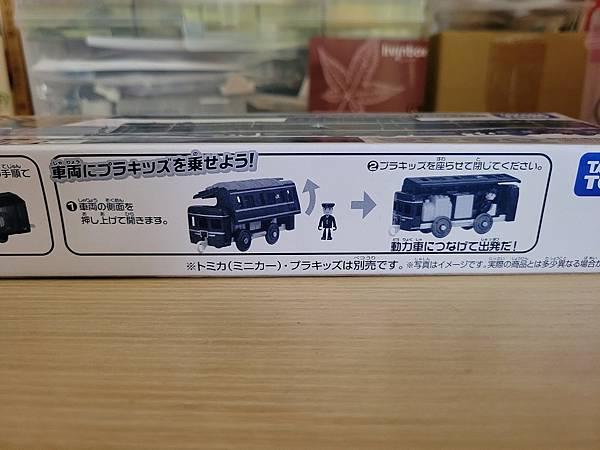 livinbox
手順で
車両にプラキッズを乗せよう!
① 車両の側面を
押し上げて開きます。
② プラキッズを座らせて閉じてください。
動力車につなげて出発だ!
※トミカ(ミニカー)・プラキッズは別売です。※写真はイメージです。実際の商品とは多少異なる場合が
TA
TO